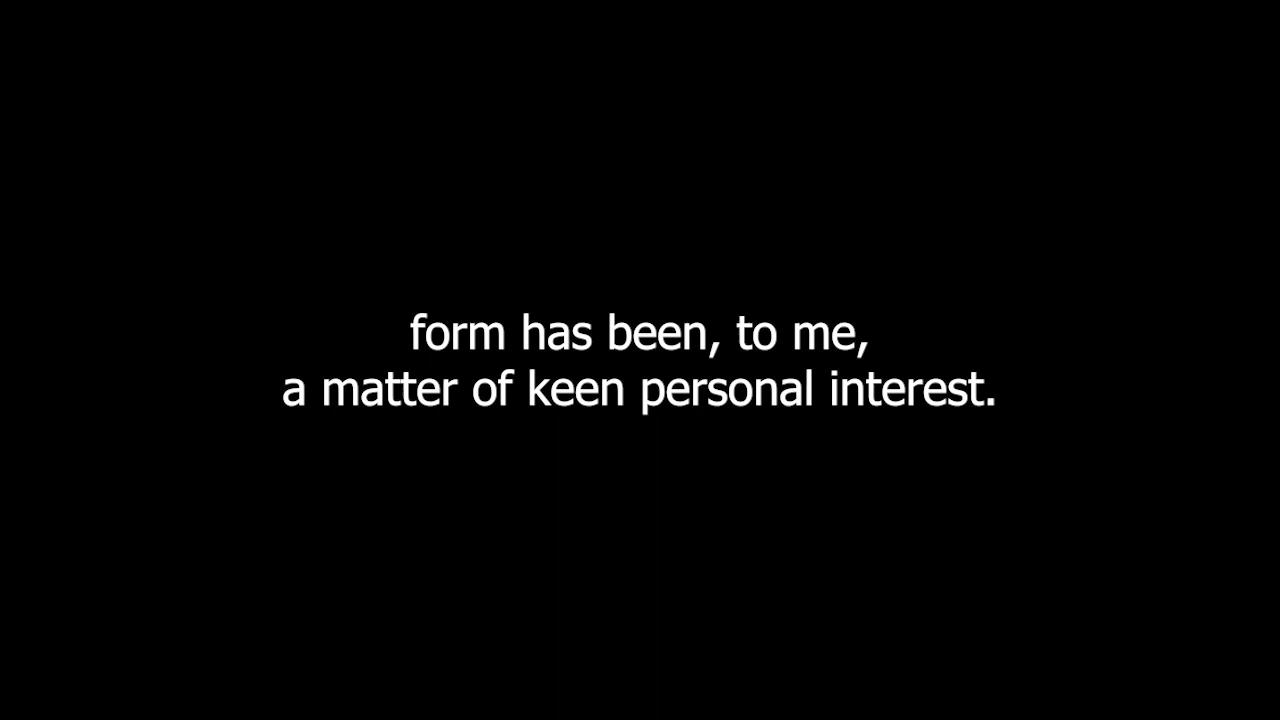 form has been, to me,
a matter of keen personal interest.